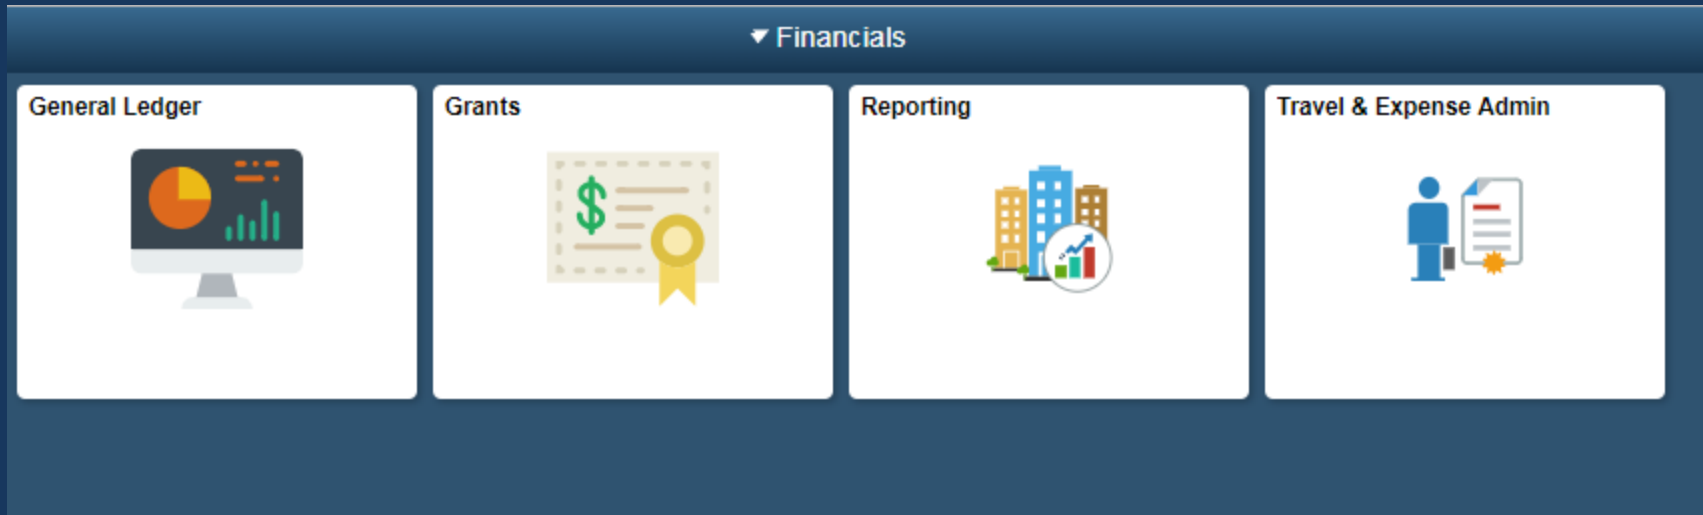 Financials
General Ledger
Grants
Reporting
Travel & Expense Admin
$